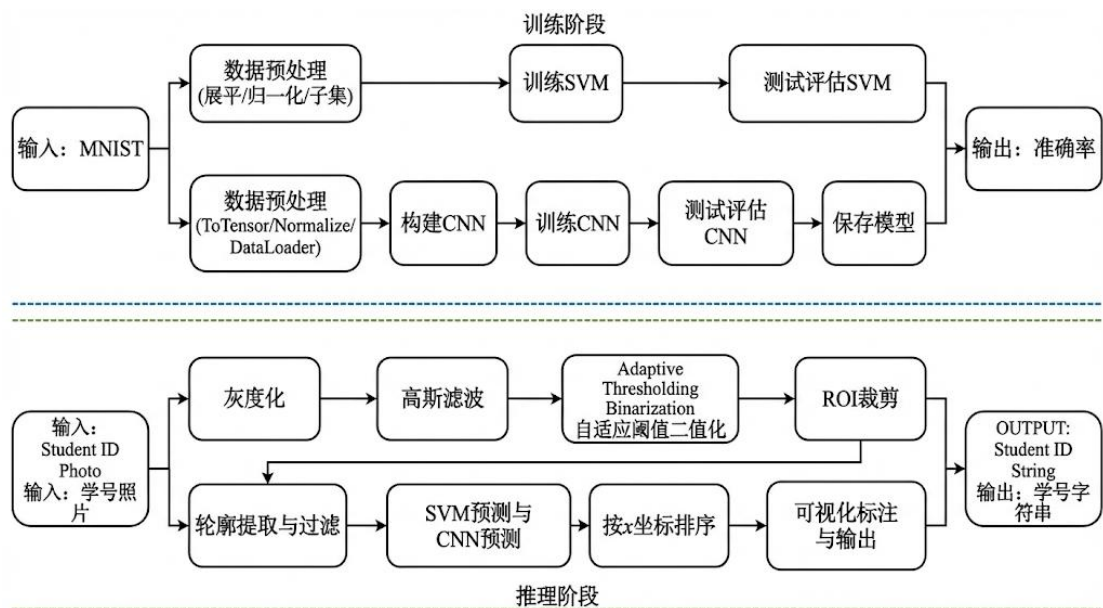 训练阶段
数据预处理
(展平/归一化/子集)
训练SVM
测试评估SVM
输入：MNIST
输出：准确率
数据预处理
(ToTensor/Normalize/
DataLoader)
构建CNN
训练CNN
测试评估
CNN
保存模型
灰度化
高斯滤波
Adaptive
Thresholding
Binarization
自适应阈值二值化
ROI裁剪
输入：
Student ID
Photo
输入：学号照
片
OUTPUT:
Student ID
String
输出：学号字
符串
轮廓提取与过滤
SVM预测与
CNN预测
按x坐标排序
可视化标注
与输出
推理阶段